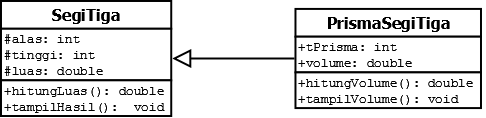 SegiTiga
#alas: int
#tinggi: int
#luas: double
+hitungLuas(): double
+tampilHasil(): void
PrismaSegiTiga
+tPrisma: int
+volume: double
+hitungVolume(): double
+tampilVolume(): void